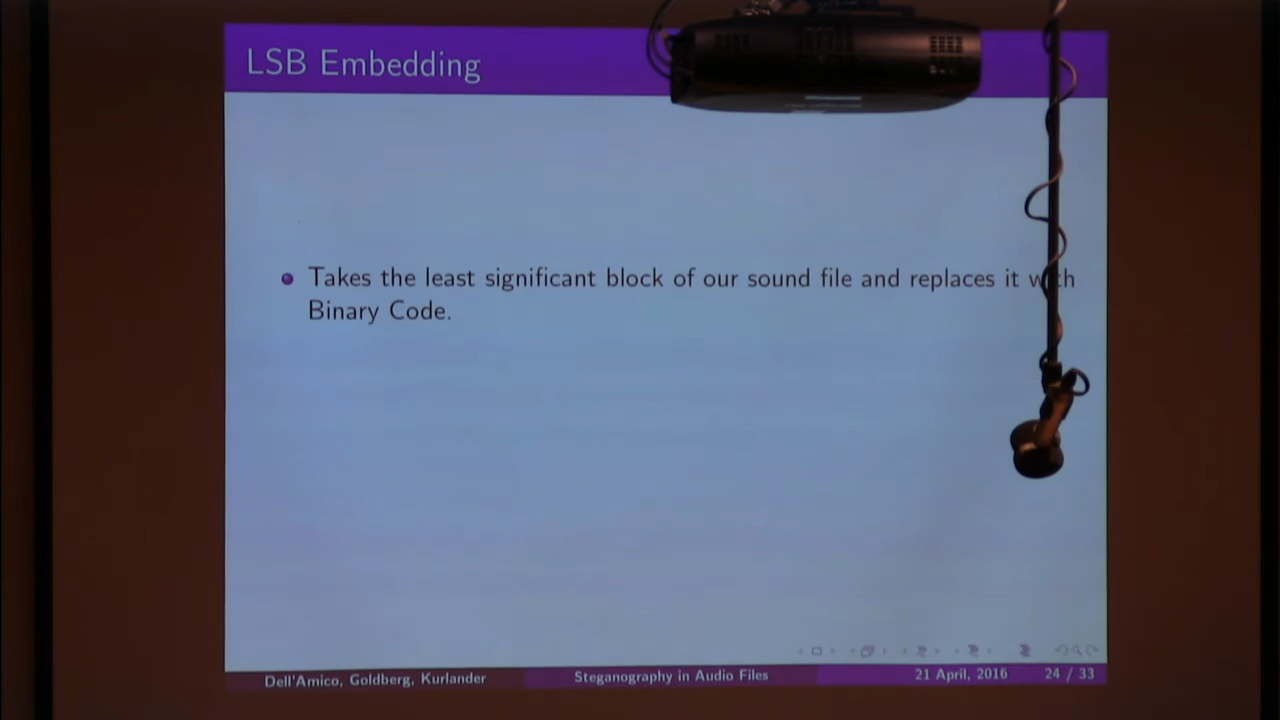 LSB Embedding
Takes the least significant block of our sound file and replaces it with
Binary Code.
Dell'Amico, Goldberg, Kurlander
Steganography in Audio Files
21 April, 2016
24 / 33